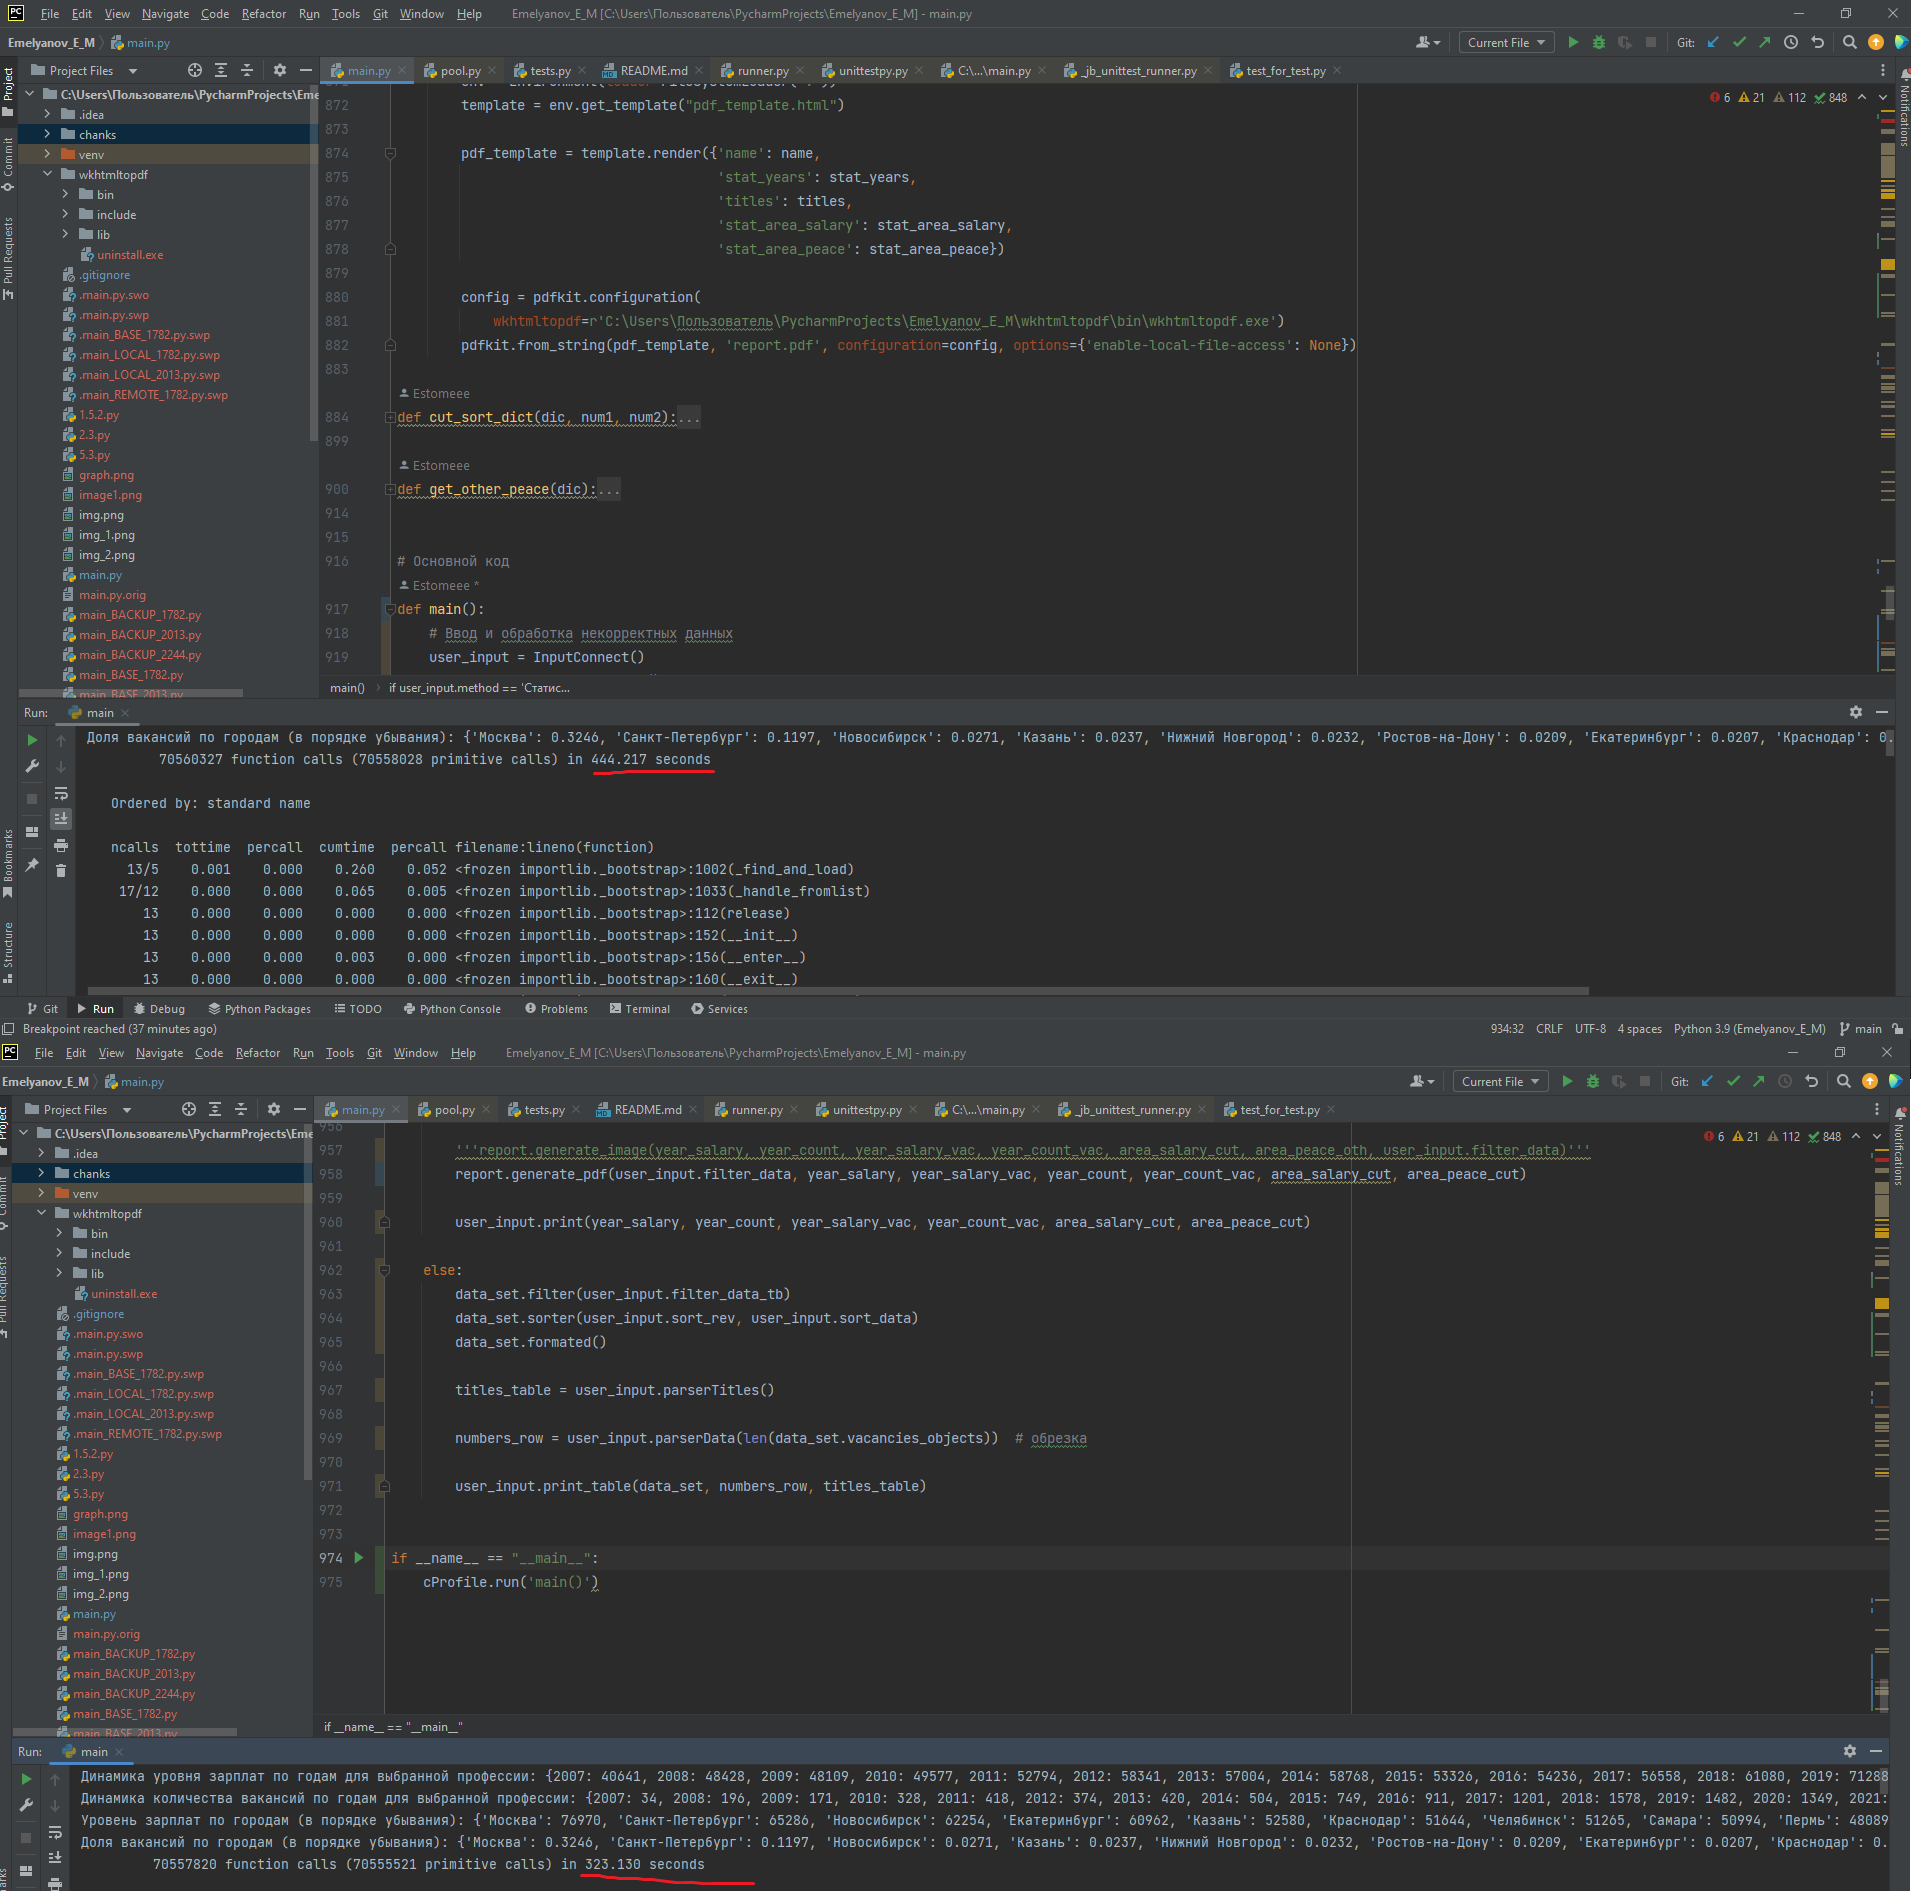 File Edit View Navigate Code Refactor Run Tools Git Window Help Emelyanov_E_M [C:\Users\Пользователь\PycharmProjects\Emelyanov_E_M] - main.py
Emelyanov_E_M main.py Current File Git:
Project Files main.py pool.py tests.py README.md runner.py unittestpy.py C:\...\main.py _jb_unittest_runner.py test_for_test.py
Project
Commit
Pull Requests
Bookmarks
Structure
Notifications
C:\Users\Пользователь\PycharmProjects\Eme
.idea
chanks
venv
wkhtmltopdf
bin
include
lib
uninstall.exe
.gitignore
.main.py.swo
.main.py.swp
.main_BASE_1782.py.swp
.main_LOCAL_1782.py.swp
.main_LOCAL_2013.py.swp
.main_REMOTE_1782.py.swp
1.5.2.py
2.3.py
5.3.py
graph.png
image1.png
img.png
img_1.png
img_2.png
main.py
main.py.orig
main_BACKUP_1782.py
main_BACKUP_2013.py
main_BACKUP_2244.py
main_BASE_1782.py
main_BASE_2013.py
6 21 112 848
872 template = env.get_template("pdf_template.html")
873
874 pdf_template = template.render({'name': name,
875 'stat_years': stat_years,
876 'titles': titles,
877 'stat_area_salary': stat_area_salary,
878 'stat_area_peace': stat_area_peace})
879
880 config = pdfkit.configuration(
881 wkhtmltopdf=r'C:\Users\Пользователь\PycharmProjects\Emelyanov_E_M\wkhtmltopdf\bin\wkhtmltopdf.exe')
882 pdfkit.from_string(pdf_template, 'report.pdf', configuration=config, options={'enable-local-file-access': None})
883
Estomeee
884 def cut_sort_dict(dic, num1, num2):...
899
Estomeee
900 def get_other_peace(dic):...
914
915
916 # Основной код
Estomeee *
917 def main():
918 # Ввод и обработка некорректных данных
919 user_input = InputConnect()
main() if user_input.method == 'Статис...
Run: main
Доля вакансий по городам (в порядке убывания): {'Москва': 0.3246, 'Санкт-Петербург': 0.1197, 'Новосибирск': 0.0271, 'Казань': 0.0237, 'Нижний Новгород': 0.0232, 'Ростов-на-Дону': 0.0209, 'Екатеринбург': 0.0207, 'Краснодар': 0.
70560327 function calls (70558028 primitive calls) in 444.217 seconds
Ordered by: standard name
ncalls tottime percall cumtime percall filename:lineno(function)
13/5 0.001 0.000 0.260 0.052 <frozen importlib._bootstrap>:1002(_find_and_load)
17/12 0.000 0.000 0.065 0.005 <frozen importlib._bootstrap>:1033(_handle_fromlist)
13 0.000 0.000 0.000 0.000 <frozen importlib._bootstrap>:112(release)
13 0.000 0.000 0.000 0.000 <frozen importlib._bootstrap>:152(__init__)
13 0.000 0.000 0.003 0.000 <frozen importlib._bootstrap>:156(__enter__)
13 0.000 0.000 0.000 0.000 <frozen importlib._bootstrap>:160(__exit__)
Git Run Debug Python Packages TODO Python Console Problems Terminal Services
Breakpoint reached (37 minutes ago) 934:32 CRLF UTF-8 4 spaces Python 3.9 (Emelyanov_E_M) main
File Edit View Navigate Code Refactor Run Tools Git Window Help Emelyanov_E_M [C:\Users\Пользователь\PycharmProjects\Emelyanov_E_M] - main.py
Emelyanov_E_M main.py Current File Git:
Project Files main.py pool.py tests.py README.md runner.py unittestpy.py C:\...\main.py _jb_unittest_runner.py test_for_test.py
Project
Commit
Pull Requests
Notifications
C:\Users\Пользователь\PycharmProjects\Eme
.idea
chanks
venv
wkhtmltopdf
bin
include
lib
uninstall.exe
.gitignore
.main.py.swo
.main.py.swp
.main_BASE_1782.py.swp
.main_LOCAL_1782.py.swp
.main_LOCAL_2013.py.swp
.main_REMOTE_1782.py.swp
1.5.2.py
2.3.py
5.3.py
graph.png
image1.png
img.png
img_1.png
img_2.png
main.py
main.py.orig
main_BACKUP_1782.py
main_BACKUP_2013.py
main_BACKUP_2244.py
main_BASE_1782.py
main_BASE_2013.py
6 21 112 848
956
957 '''report.generate_image(year_salary, year_count, year_salary_vac, year_count_vac, area_salary_cut, area_peace_oth, user_input.filter_data)'''
958 report.generate_pdf(user_input.filter_data, year_salary, year_salary_vac, year_count, year_count_vac, area_salary_cut, area_peace_cut)
959
960 user_input.print(year_salary, year_count, year_salary_vac, year_count_vac, area_salary_cut, area_peace_cut)
961
962 else:
963 data_set.filter(user_input.filter_data_tb)
964 data_set.sorter(user_input.sort_rev, user_input.sort_data)
965 data_set.formated()
966
967 titles_table = user_input.parserTitles()
968
969 numbers_row = user_input.parserData(len(data_set.vacancies_objects)) # обрезка
970
971 user_input.print_table(data_set, numbers_row, titles_table)
972
973
974 if __name__ == "__main__":
975 cProfile.run('main()')
if __name__ == "__main__"
Run: main
Динамика уровня зарплат по годам для выбранной профессии: {2007: 40641, 2008: 48428, 2009: 48109, 2010: 49577, 2011: 52794, 2012: 58341, 2013: 57004, 2014: 58768, 2015: 53326, 2016: 54236, 2017: 56558, 2018: 61080, 2019: 71288
Динамика количества вакансий по годам для выбранной профессии: {2007: 34, 2008: 196, 2009: 171, 2010: 328, 2011: 418, 2012: 374, 2013: 420, 2014: 504, 2015: 749, 2016: 911, 2017: 1201, 2018: 1578, 2019: 1482, 2020: 1349, 2021:
Уровень зарплат по городам (в порядке убывания): {'Москва': 76970, 'Санкт-Петербург': 65286, 'Новосибирск': 62254, 'Екатеринбург': 60962, 'Казань': 52580, 'Краснодар': 51644, 'Челябинск': 51265, 'Самара': 50994, 'Пермь': 48089
Доля вакансий по городам (в порядке убывания): {'Москва': 0.3246, 'Санкт-Петербург': 0.1197, 'Новосибирск': 0.0271, 'Казань': 0.0237, 'Нижний Новгород': 0.0232, 'Ростов-на-Дону': 0.0209, 'Екатеринбург': 0.0207, 'Краснодар': 0.
70557820 function calls (70555521 primitive calls) in 323.130 seconds